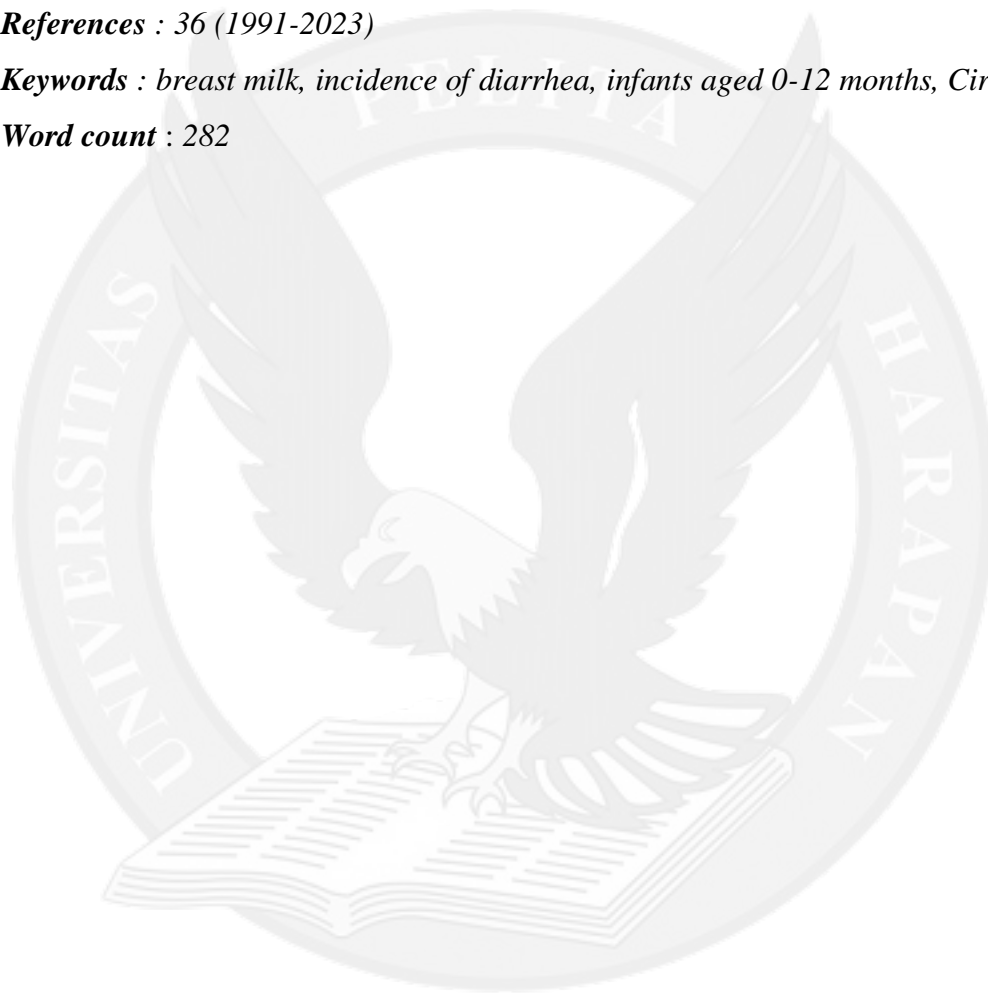 References : 36 (1991-2023)
Keywords : breast milk, incidence of diarrhea, infants aged 0-12 months,
Word count : 282
UNIVERSITAS PELITA HARAPAN